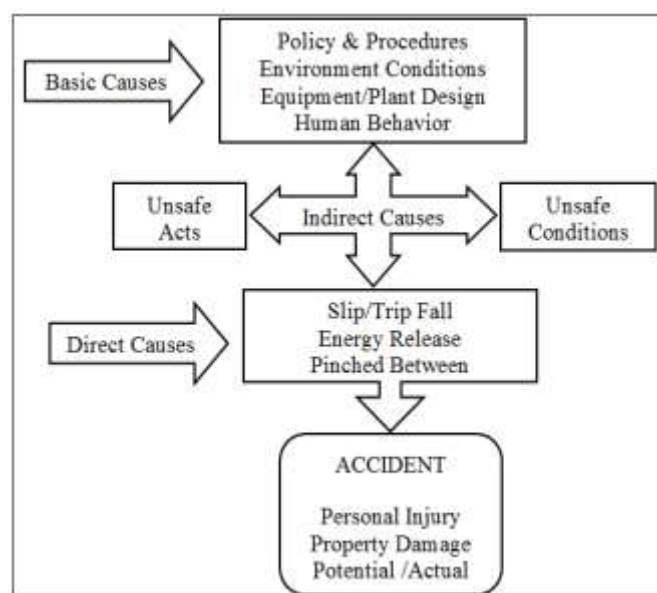 Policy & Procedures
Environment Conditions
Equipment/Plant Design
Human Behavior
Basic Causes
Unsafe
Acts
Indirect Causes
Unsafe
Conditions
Slip/Trip Fall
Energy Release
Pinched Between
Direct Causes
ACCIDENT
Personal Injury
Property Damage
Potential /Actual